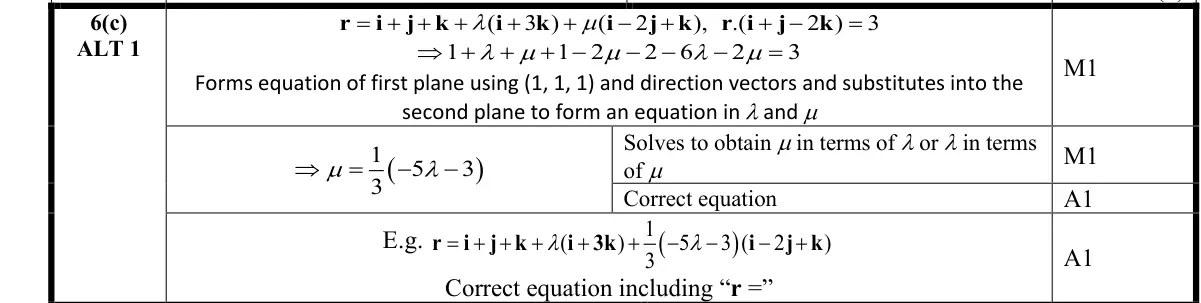 6(c)
ALT 1
r = i + j + k + λ(i + 3k) + μ(i − 2j + k), r.(i + j − 2k) = 3
⇒ 1 + λ + μ + 1 − 2μ − 2 − 6λ − 2μ = 3
Forms equation of first plane using (1, 1, 1) and direction vectors and substitutes into the
second plane to form an equation in λ and μ
M1
⇒ μ = 1/3 (−5λ − 3)
Solves to obtain μ in terms of λ or λ in terms
of μ
M1
Correct equation
A1
E.g. r = i + j + k + λ(i + 3k) + 1/3 (−5λ − 3)(i − 2j + k)
Correct equation including “r =”
A1